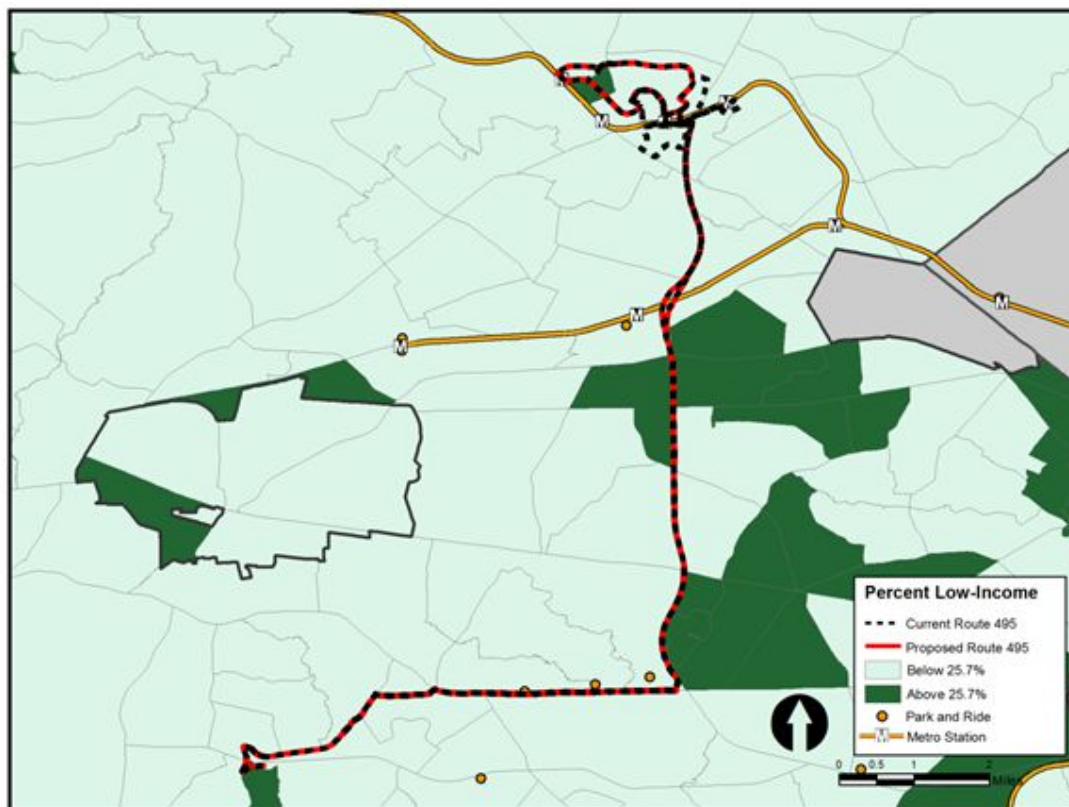 M
M
M
M
M
M
M
Percent Low-Income
Current Route 495
Proposed Route 495
Below 25.7%
Above 25.7%
Park and Ride
M Metro Station
0 0.5 1 2
Miles